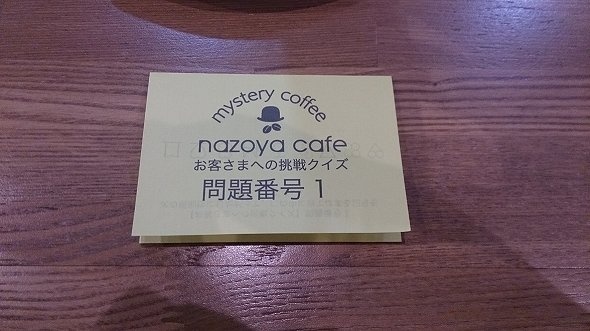 mystery coffee
nazoya cafe
お客さまへの挑戦クイズ
問題番号 1